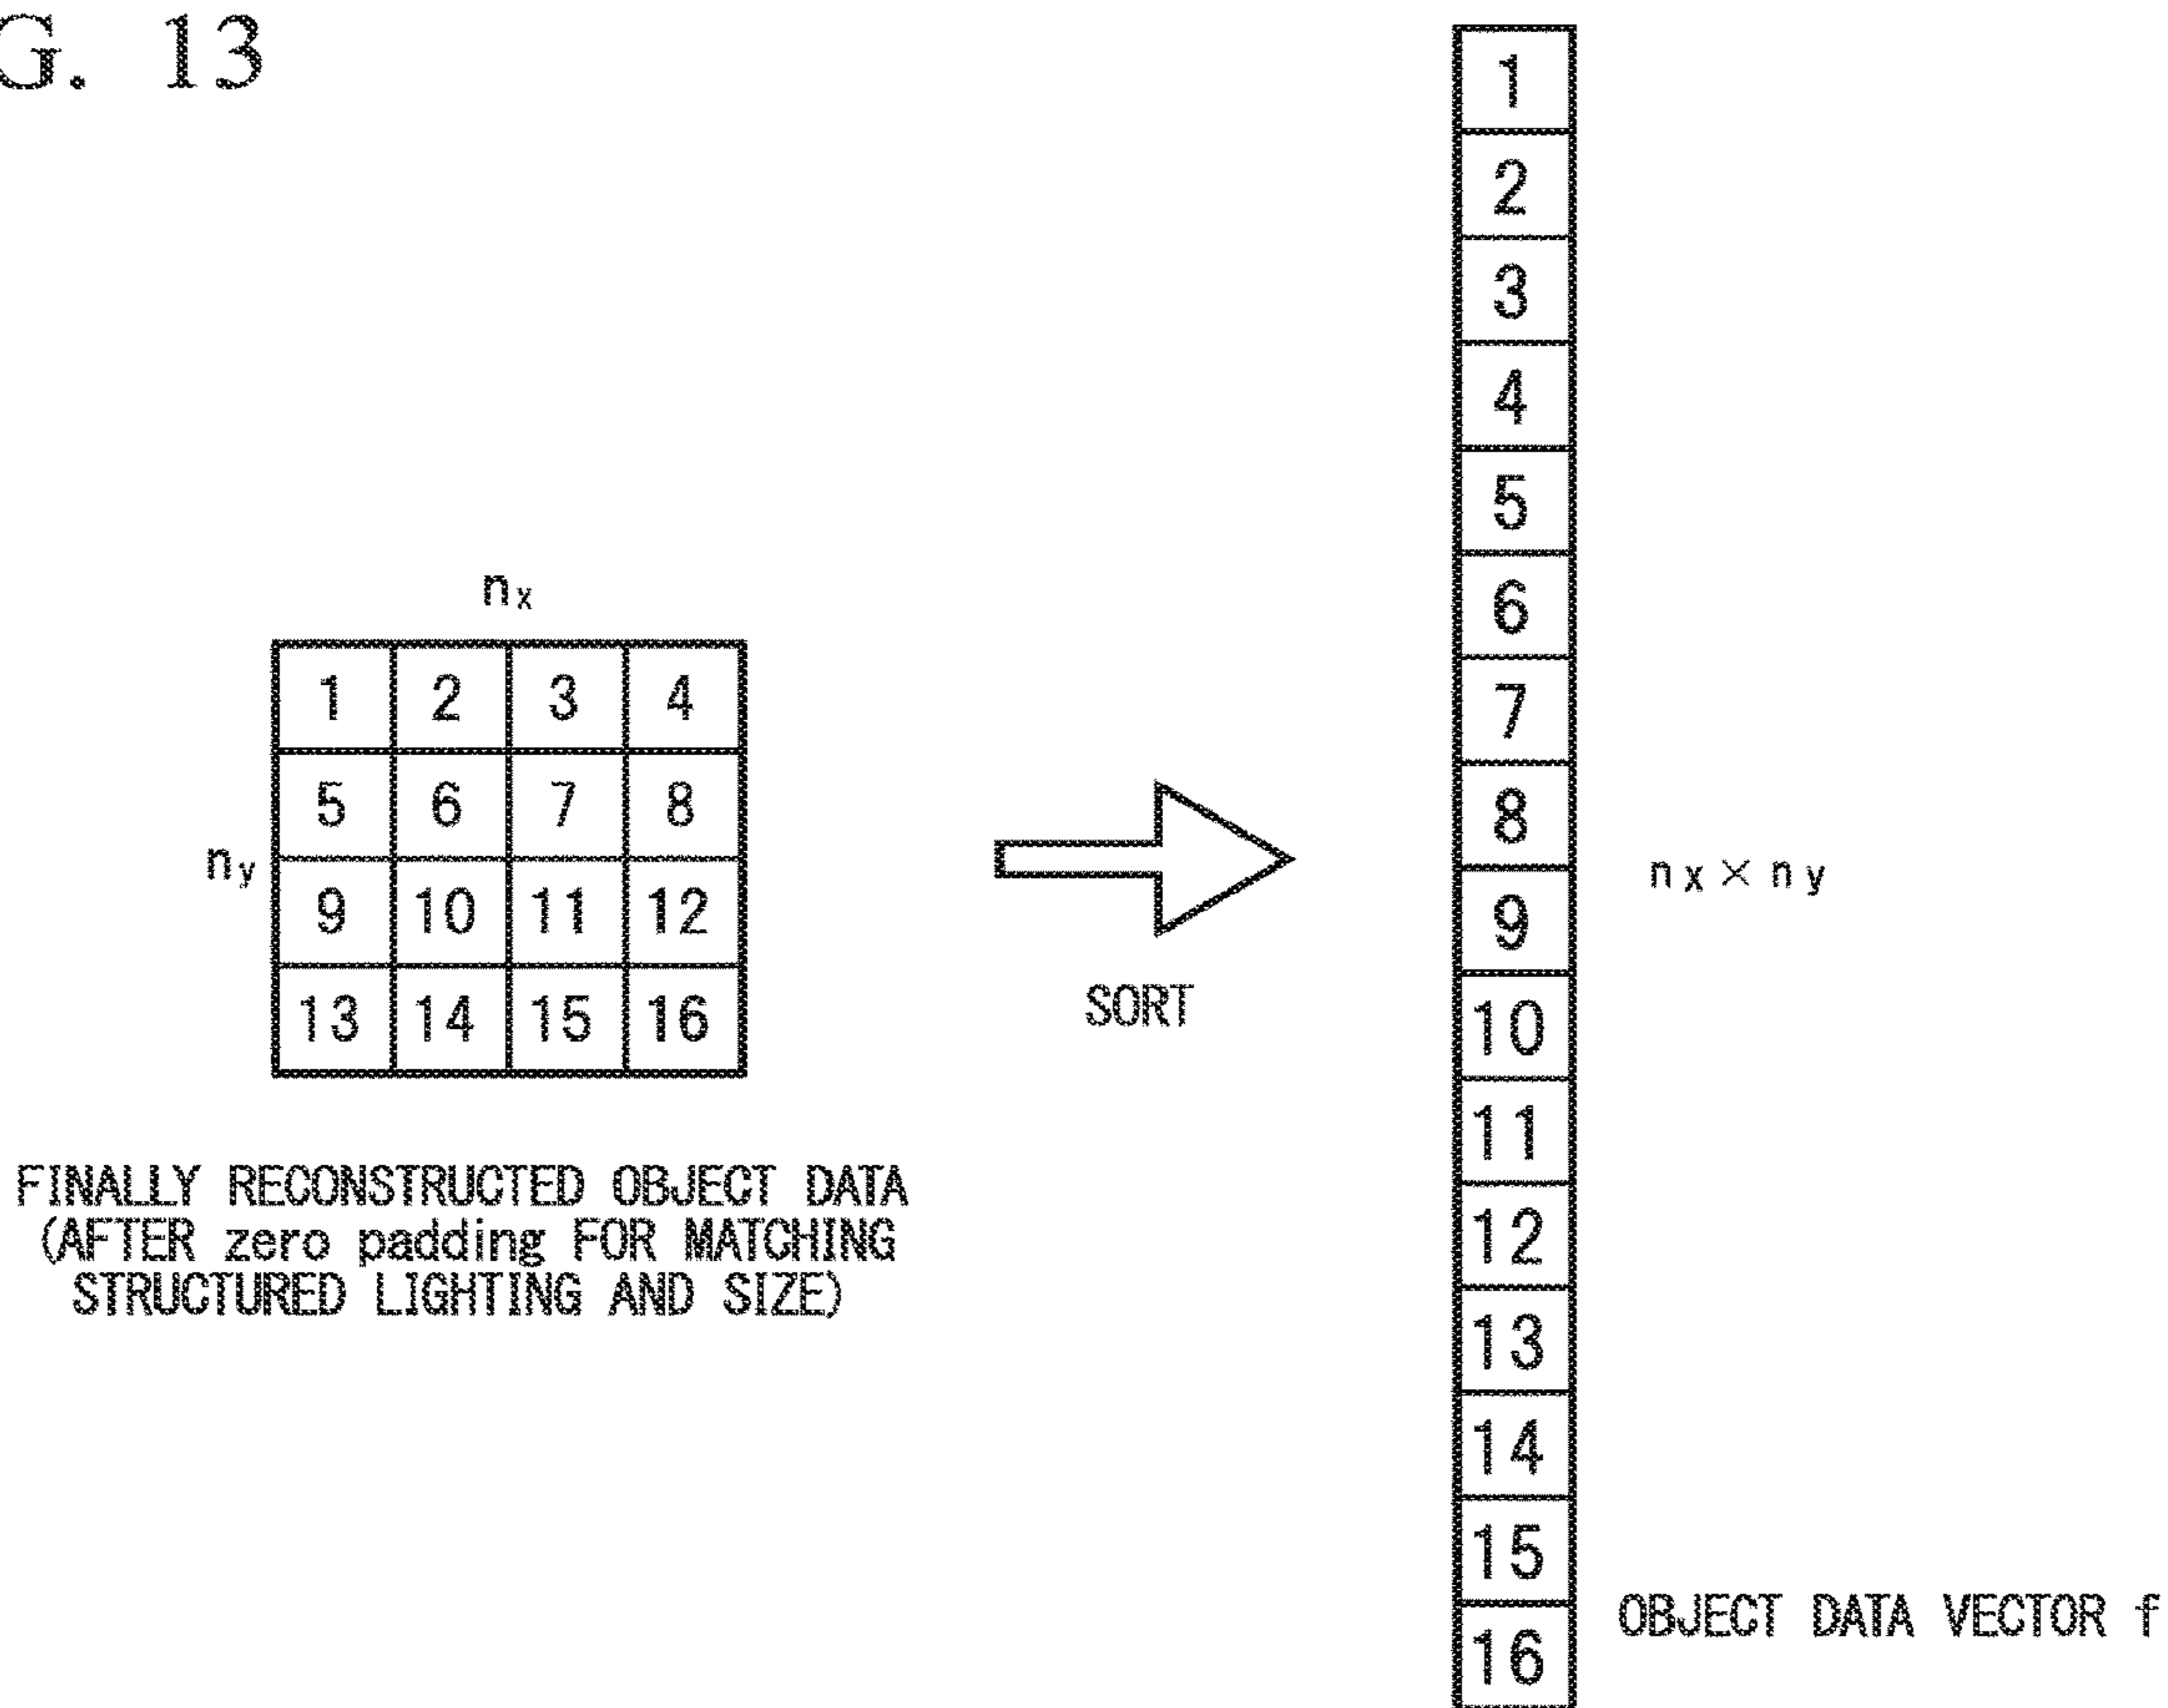 G. 13
nx
1 2 3 4
5 6 7 8
ny
9 10 11 12
13 14 15 16
FINALLY RECONSTRUCTED OBJECT DATA
(AFTER zero padding FOR MATCHING
STRUCTURED LIGHTING AND SIZE)
SORT
1
2
3
4
5
6
7
8
9
10
11
12
13
14
15
16
nx×ny
OBJECT DATA VECTOR f